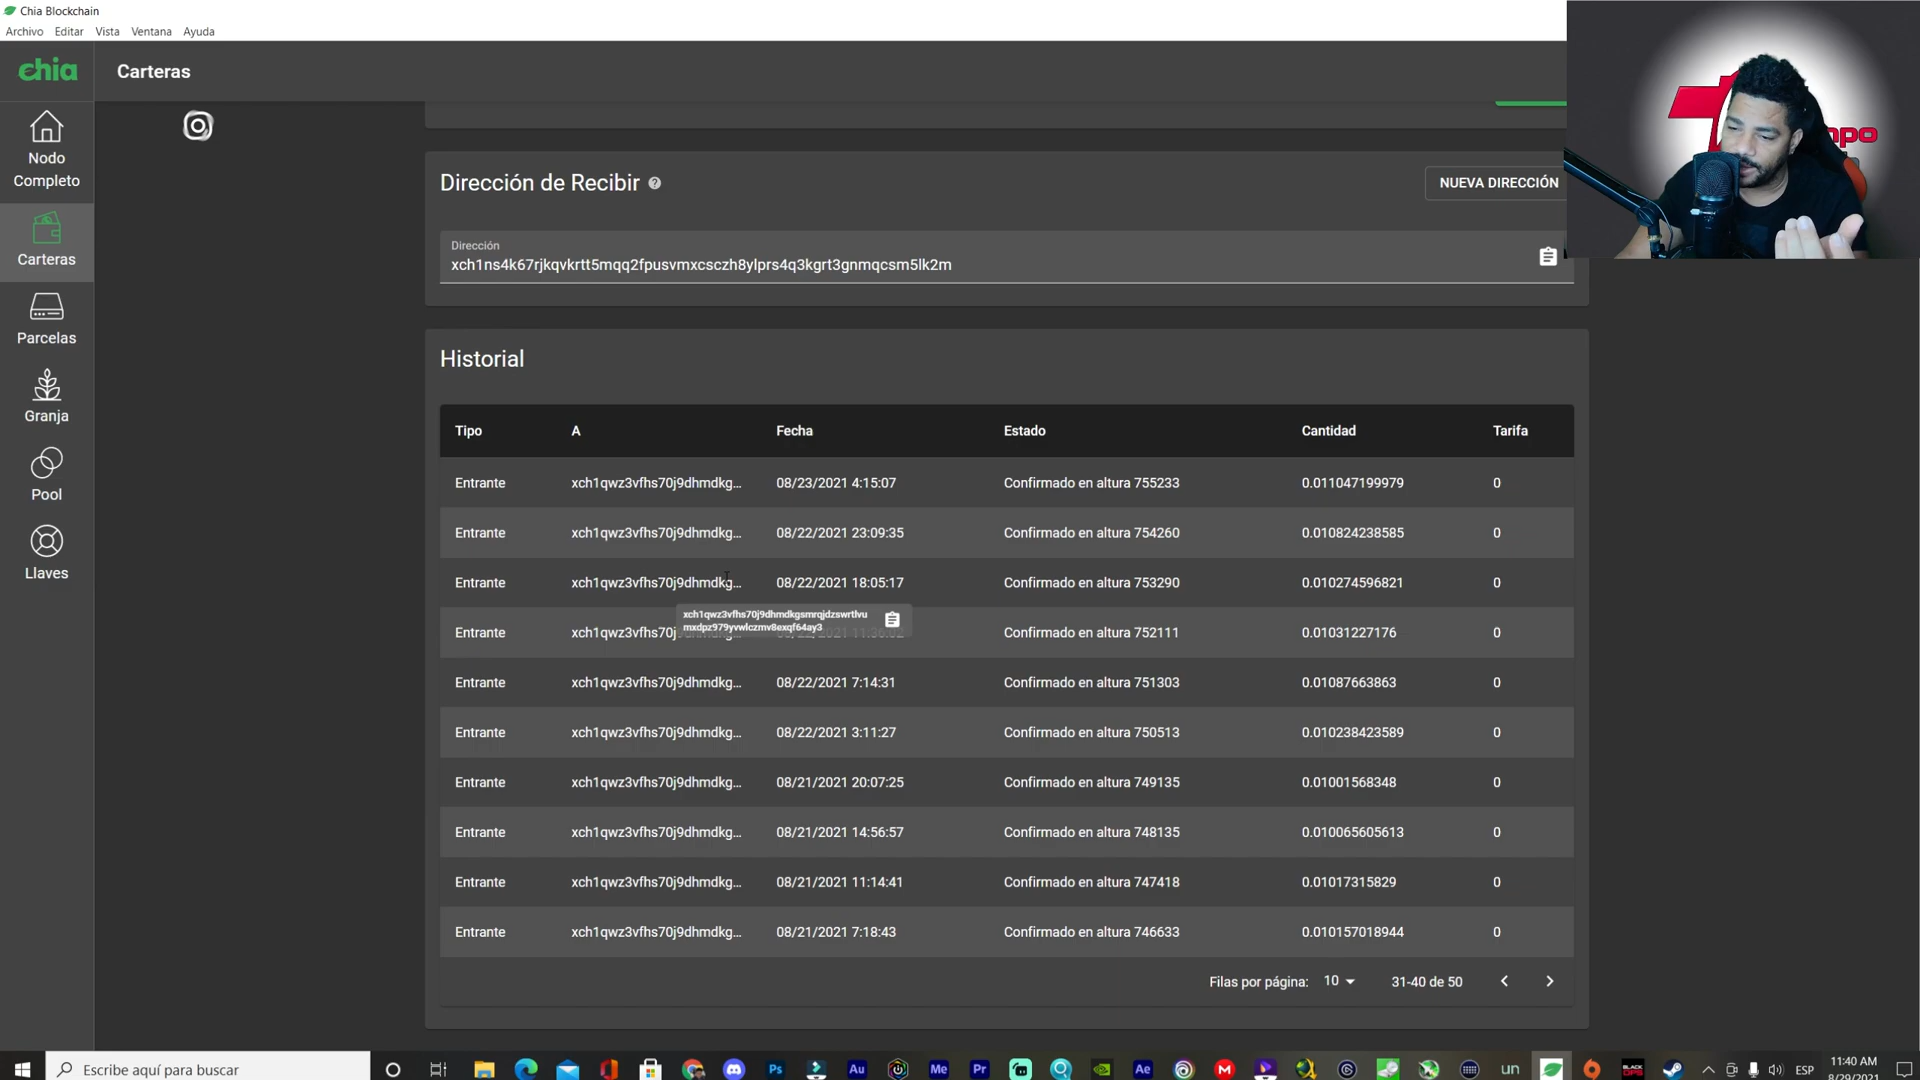 Chia Blockchain
Archivo Editar Vista Ventana Ayuda
chia
Carteras
Nodo
Completo
Carteras
Parcelas
Granja
Pool
Llaves
Dirección de Recibir
NUEVA DIRECCIÓN
Dirección
xch1ns4k67rjkqvkrtt5mqq2fpusvmxcsczh8ylprs4q3kgrt3gnmqcsm5lk2m
Historial
Tipo A Fecha Estado Cantidad Tarifa
Entrante xch1qwz3vfhs70j9dhmdkg... 08/23/2021 4:15:07 Confirmado en altura 755233 0.011047199979 0
Entrante xch1qwz3vfhs70j9dhmdkg... 08/22/2021 23:09:35 Confirmado en altura 754260 0.010824238585 0
Entrante xch1qwz3vfhs70j9dhmdkg... 08/22/2021 18:05:17 Confirmado en altura 753290 0.010274596821 0
xch1qwz3vfhs70j9dhmdkgsmrqjdzswrtlvu
mxdpz979yvwlczmv8exqf64ay3
Entrante xch1qwz3vfhs70j Confirmado en altura 752111 0.01031227176 0
Entrante xch1qwz3vfhs70j9dhmdkg... 08/22/2021 7:14:31 Confirmado en altura 751303 0.01087663863 0
Entrante xch1qwz3vfhs70j9dhmdkg... 08/22/2021 3:11:27 Confirmado en altura 750513 0.010238423589 0
Entrante xch1qwz3vfhs70j9dhmdkg... 08/21/2021 20:07:25 Confirmado en altura 749135 0.01001568348 0
Entrante xch1qwz3vfhs70j9dhmdkg... 08/21/2021 14:56:57 Confirmado en altura 748135 0.010065605613 0
Entrante xch1qwz3vfhs70j9dhmdkg... 08/21/2021 11:14:41 Confirmado en altura 747418 0.01017315829 0
Entrante xch1qwz3vfhs70j9dhmdkg... 08/21/2021 7:18:43 Confirmado en altura 746633 0.010157018944 0
Filas por página: 10 31-40 de 50
Escribe aquí para buscar
Ps Au Me Pr Ae M un
ESP
11:40 AM